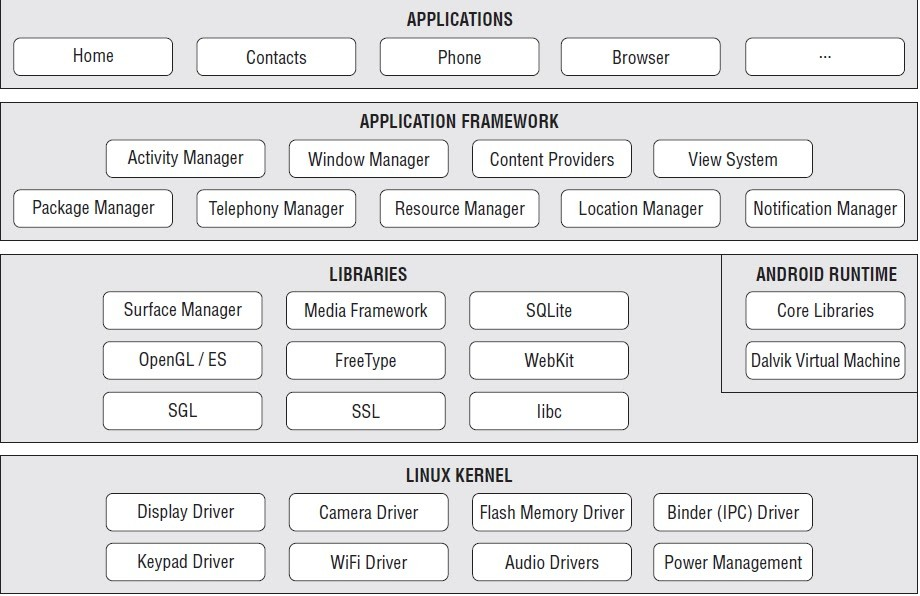 APPLICATIONS
Home Contacts Phone Browser ...
APPLICATION FRAMEWORK
Activity Manager Window Manager Content Providers View System
Package Manager Telephony Manager Resource Manager Location Manager Notification Manager
LIBRARIES
Surface Manager Media Framework SQLite
OpenGL / ES FreeType WebKit
SGL SSL libc
ANDROID RUNTIME
Core Libraries
Dalvik Virtual Machine
LINUX KERNEL
Display Driver Camera Driver Flash Memory Driver Binder (IPC) Driver
Keypad Driver WiFi Driver Audio Drivers Power Management